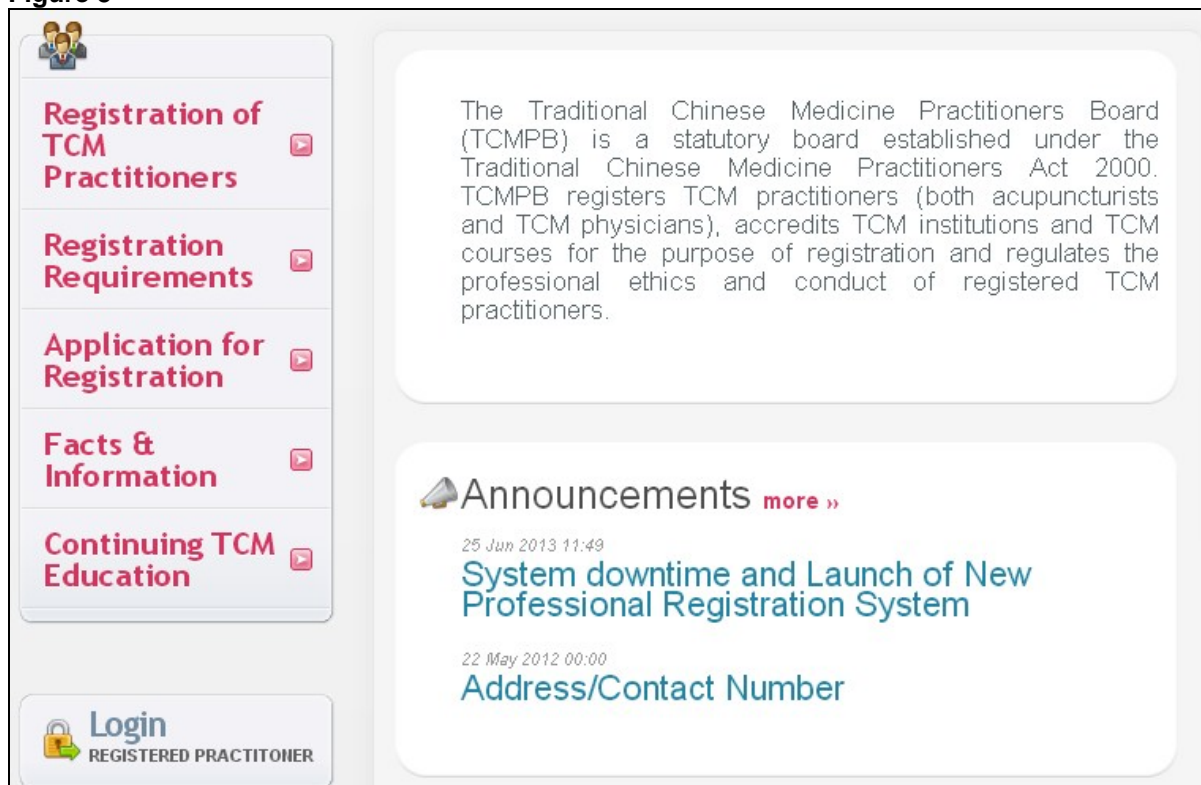 Registration of
TCM
Practitioners
Registration
Requirements
Application for
Registration
Facts &
Information
Continuing TCM
Education
Login
REGISTERED PRACTITONER
The Traditional Chinese Medicine Practitioners Board
(TCMPB) is a statutory board established under the
Traditional Chinese Medicine Practitioners Act 2000.
TCMPB registers TCM practitioners (both acupuncturists
and TCM physicians), accredits TCM institutions and TCM
courses for the purpose of registration and regulates the
professional ethics and conduct of registered TCM
practitioners.
Announcements more »
25 Jun 2013 11:49
System downtime and Launch of New
Professional Registration System
22 May 2012 00:00
Address/Contact Number